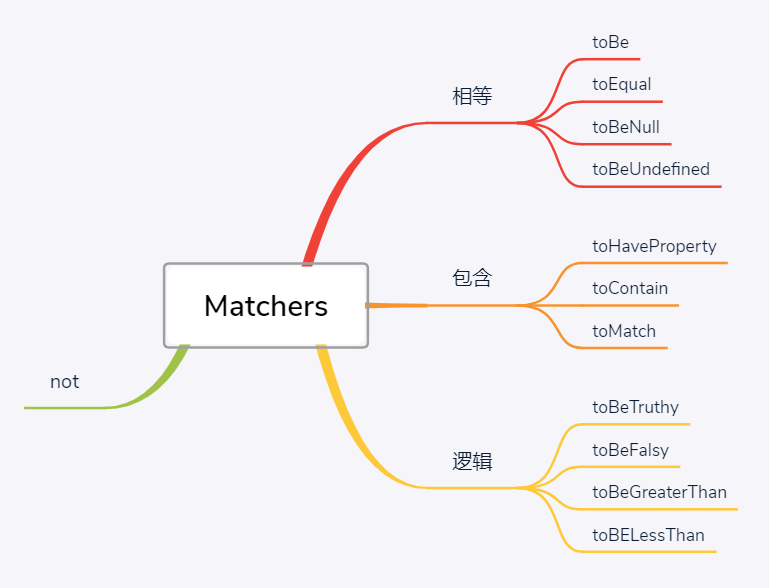 toBe
toEqual
相等
toBeNull
toBeUndefined
toHaveProperty
包含
toContain
Matchers
toMatch
not
toBeTruthy
toBeFalsy
逻辑
toBeGreaterThan
toBELessThan